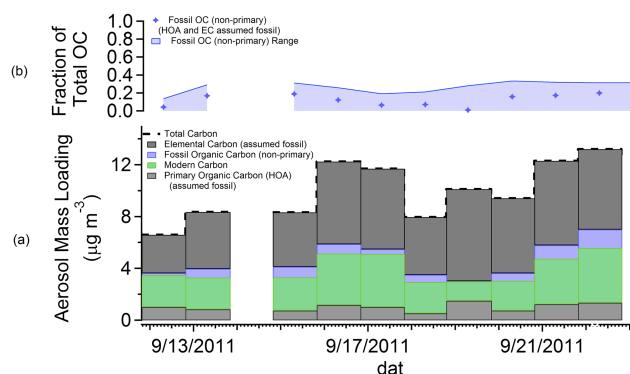 (b)
Fraction of
Total OC
1.0
0.8
0.6
0.4
0.2
0.0
Fossil OC (non-primary)
(HOA and EC assumed fossil)
Fossil OC (non-primary) Range
(a)
Aerosol Mass Loading
(μg m⁻³)
12
8
4
0
Total Carbon
Elemental Carbon (assumed fossil)
Fossil Organic Carbon (non-primary)
Modern Carbon
Primary Organic Carbon (HOA)
(assumed fossil)
9/13/2011
9/17/2011
9/21/2011
dat